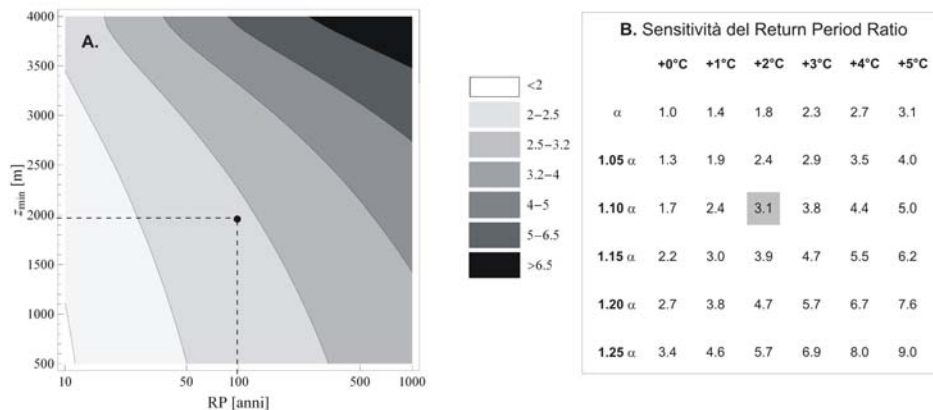 A.
4000
3500
3000
2500
2000
1500
1000
500
z_min [m]
10 50 100 500 1000
RP [anni]
<2
2–2.5
2.5–3.2
3.2–4
4–5
5–6.5
>6.5
B. Sensitività del Return Period Ratio
+0°C +1°C +2°C +3°C +4°C +5°C
α 1.0 1.4 1.8 2.3 2.7 3.1
1.05 α 1.3 1.9 2.4 2.9 3.5 4.0
1.10 α 1.7 2.4 3.1 3.8 4.4 5.0
1.15 α 2.2 3.0 3.9 4.7 5.5 6.2
1.20 α 2.7 3.8 4.7 5.7 6.7 7.6
1.25 α 3.4 4.6 5.7 6.9 8.0 9.0